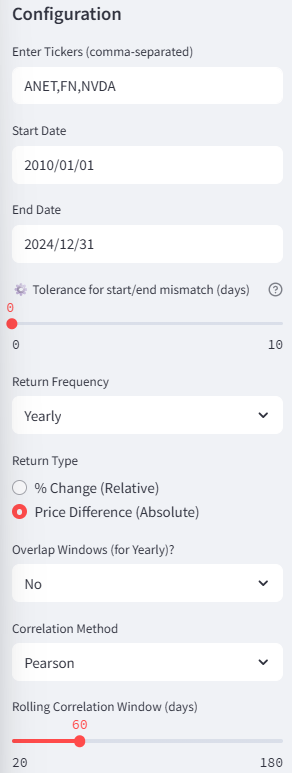 Configuration
Enter Tickers (comma-separated)
ANET,FN,NVDA
Start Date
2010/01/01
End Date
2024/12/31
Tolerance for start/end mismatch (days)
0
0 10
Return Frequency
Yearly
Return Type
% Change (Relative)
Price Difference (Absolute)
Overlap Windows (for Yearly)?
No
Correlation Method
Pearson
Rolling Correlation Window (days)
60
20 180